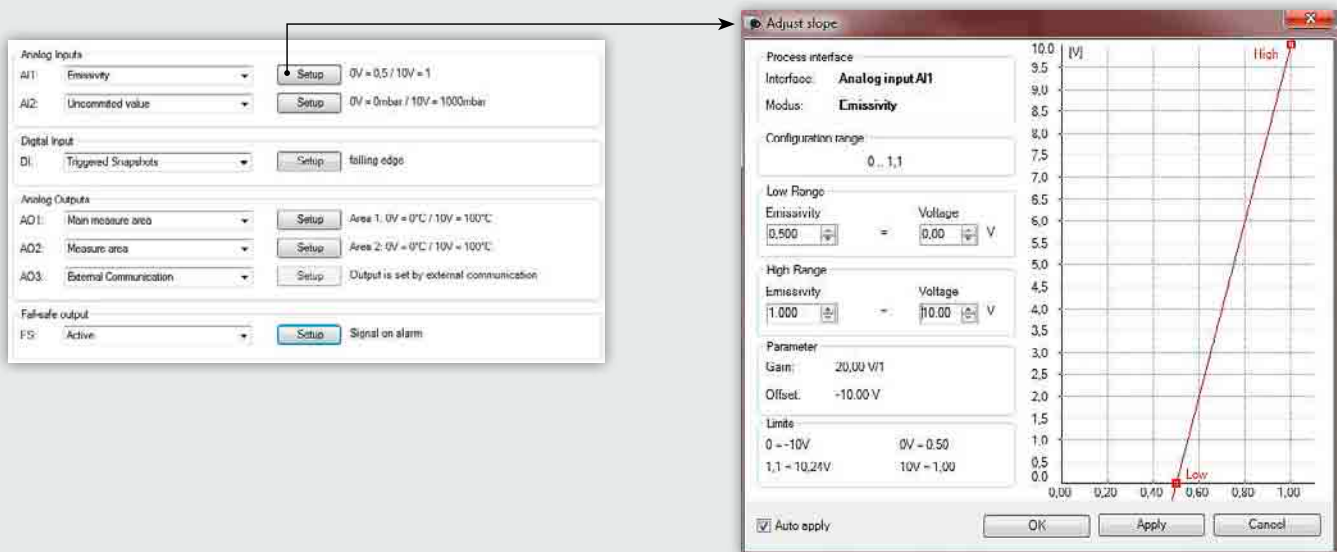 Analog Inputs
AI1: Emissivity Setup 0V = 0,5 / 10V = 1
AI2: Uncommited value Setup 0V = 0mbar / 10V = 1000mbar
Digital Input
DI: Triggered Snapshots Setup falling edge
Analog Outputs
AO1: Main measure area Setup Area 1: 0V = 0°C / 10V = 100°C
AO2: Measure area Setup Area 2: 0V = 0°C / 10V = 100°C
AO3: External Communication Setup Output is set by external communication
Fail-safe output
FS: Active Setup Signal on alarm
Adjust slope
Process interface
Interface: Analog input AI1
Modus: Emissivity
Configuration range
0 .. 1,1
Low Range
Emissivity Voltage
0,500 = 0,00 V
High Range
Emissivity Voltage
1.000 = 10.00 V
Parameter
Gain: 20,00 V/1
Offset: -10.00 V
Limits
0 = -10V 0V = 0.50
1,1 = 10,24V 10V = 1,00
Auto apply
[V]
High
10.0
9,5
9,0
8,5
8,0
7,5
7,0
6,5
6,0
5,5
5,0
4,5
4,0
3,5
3,0
2,5
2,0
1,5
1,0
0,5
0.0
Low
0,00 0,20 0,40 0,60 0,80 1,00
OK Apply Cancel